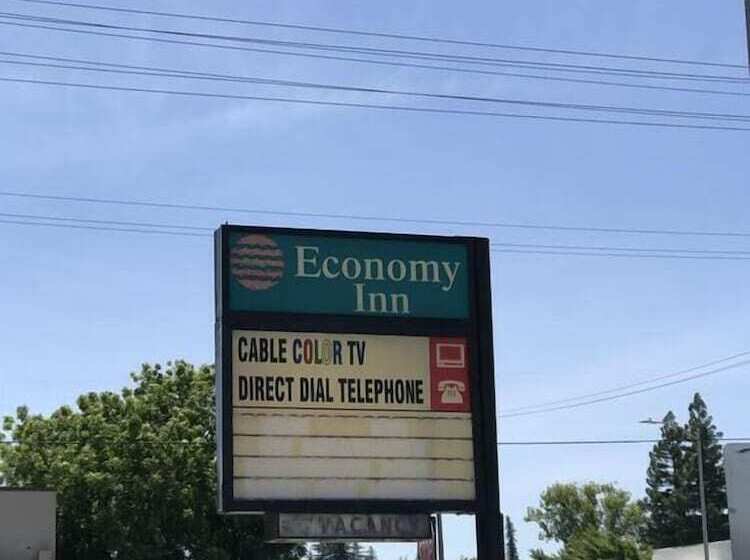 Economy
Inn
CABLE COLOR TV
DIRECT DIAL TELEPHONE
VACANCY